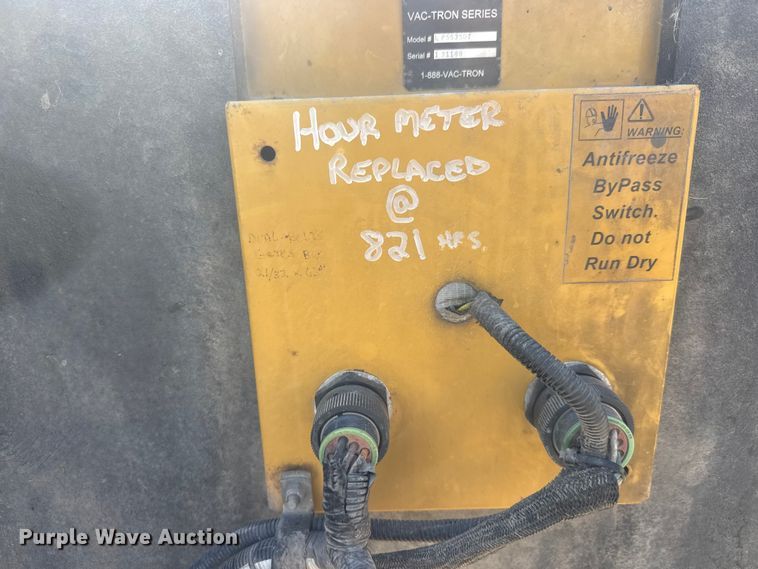 VAC-TRON SERIES
Model #
Serial #
1-888-VAC-TRON
HOUR METER
REPLACED
@
821 HRS.
WARNING:
Antifreeze
ByPass
Switch.
Do not
Run Dry
Purple Wave Auction